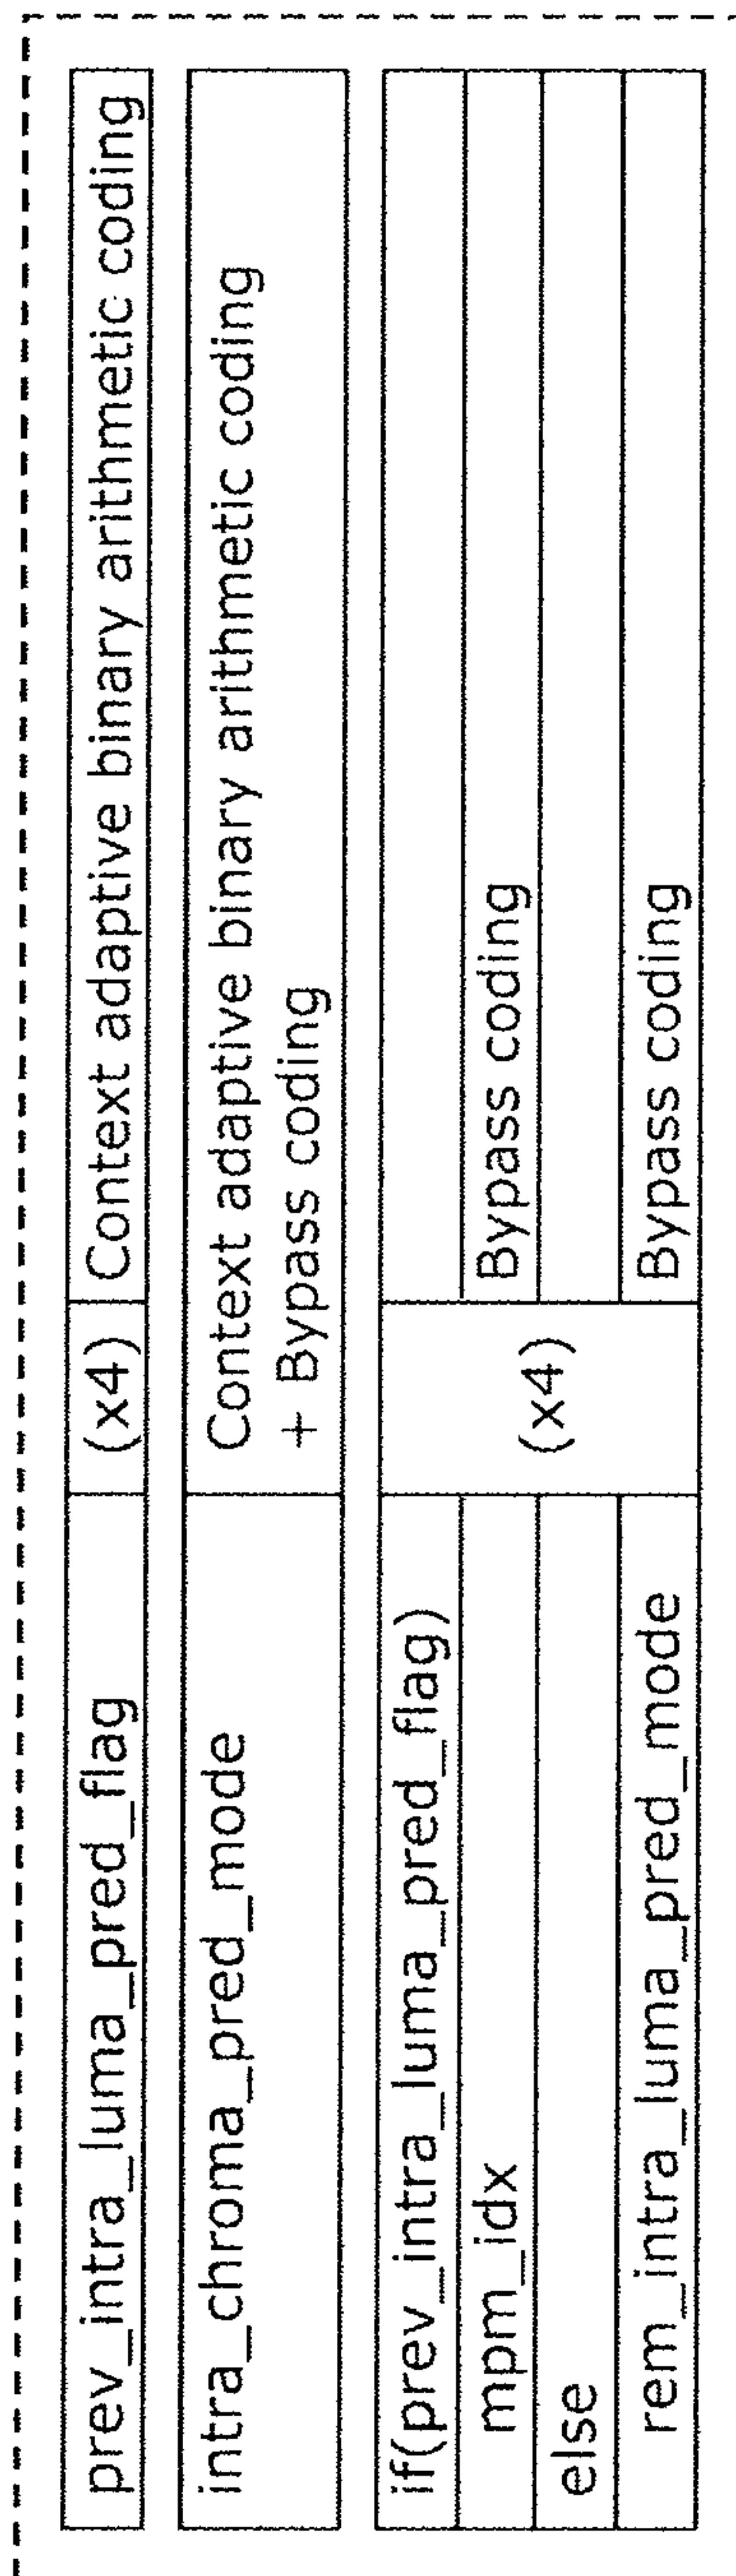 prev_intra_luma_pred_flag (x4) Context adaptive binary arithmetic coding
intra_chroma_pred_mode Context adaptive binary arithmetic coding
+ Bypass coding
if(prev_intra_luma_pred_flag)
mpm_idx Bypass coding
(x4)
else
rem_intra_luma_pred_mode Bypass coding